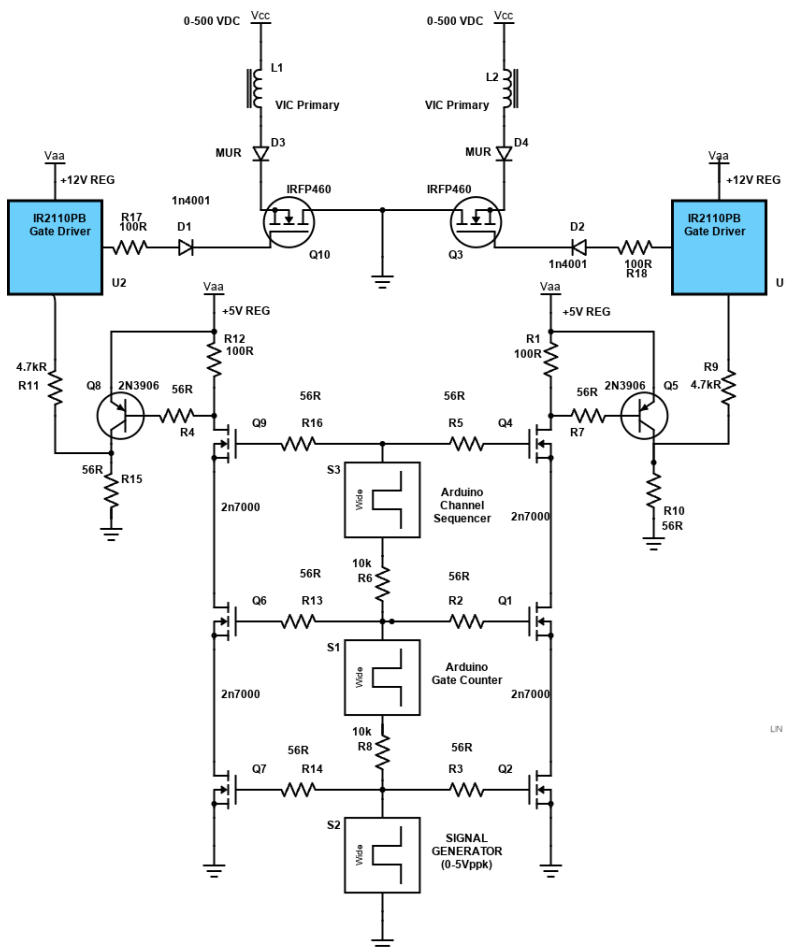 Vcc
0-500 VDC
Vcc
0-500 VDC
L1
L2
VIC Primary
VIC Primary
D3
MUR
D4
MUR
Vaa
+12V REG
Vaa
+12V REG
IRFP460
IRFP460
1n4001
IR2110PB
Gate Driver
R17
100R
D1
D2
IR2110PB
Gate Driver
Q10
Q3
1n4001
100R
R18
U2
U
Vaa
+5V REG
Vaa
+5V REG
R12
100R
R1
100R
4.7kR
R11
Q8
2N3906
56R
R4
56R
R7
2N3906
Q5
R9
4.7kR
56R
56R
Q9
R16
R5
Q4
56R
R15
S3
Wide
Arduino
Channel
Sequencer
R10
56R
2n7000
2n7000
10k
R6
56R
56R
Q6
R13
R2
Q1
S1
Wide
Arduino
Gate Counter
2n7000
2n7000
10k
R8
56R
56R
Q7
R14
R3
Q2
S2
Wide
SIGNAL
GENERATOR
(0-5Vppk)
LIN